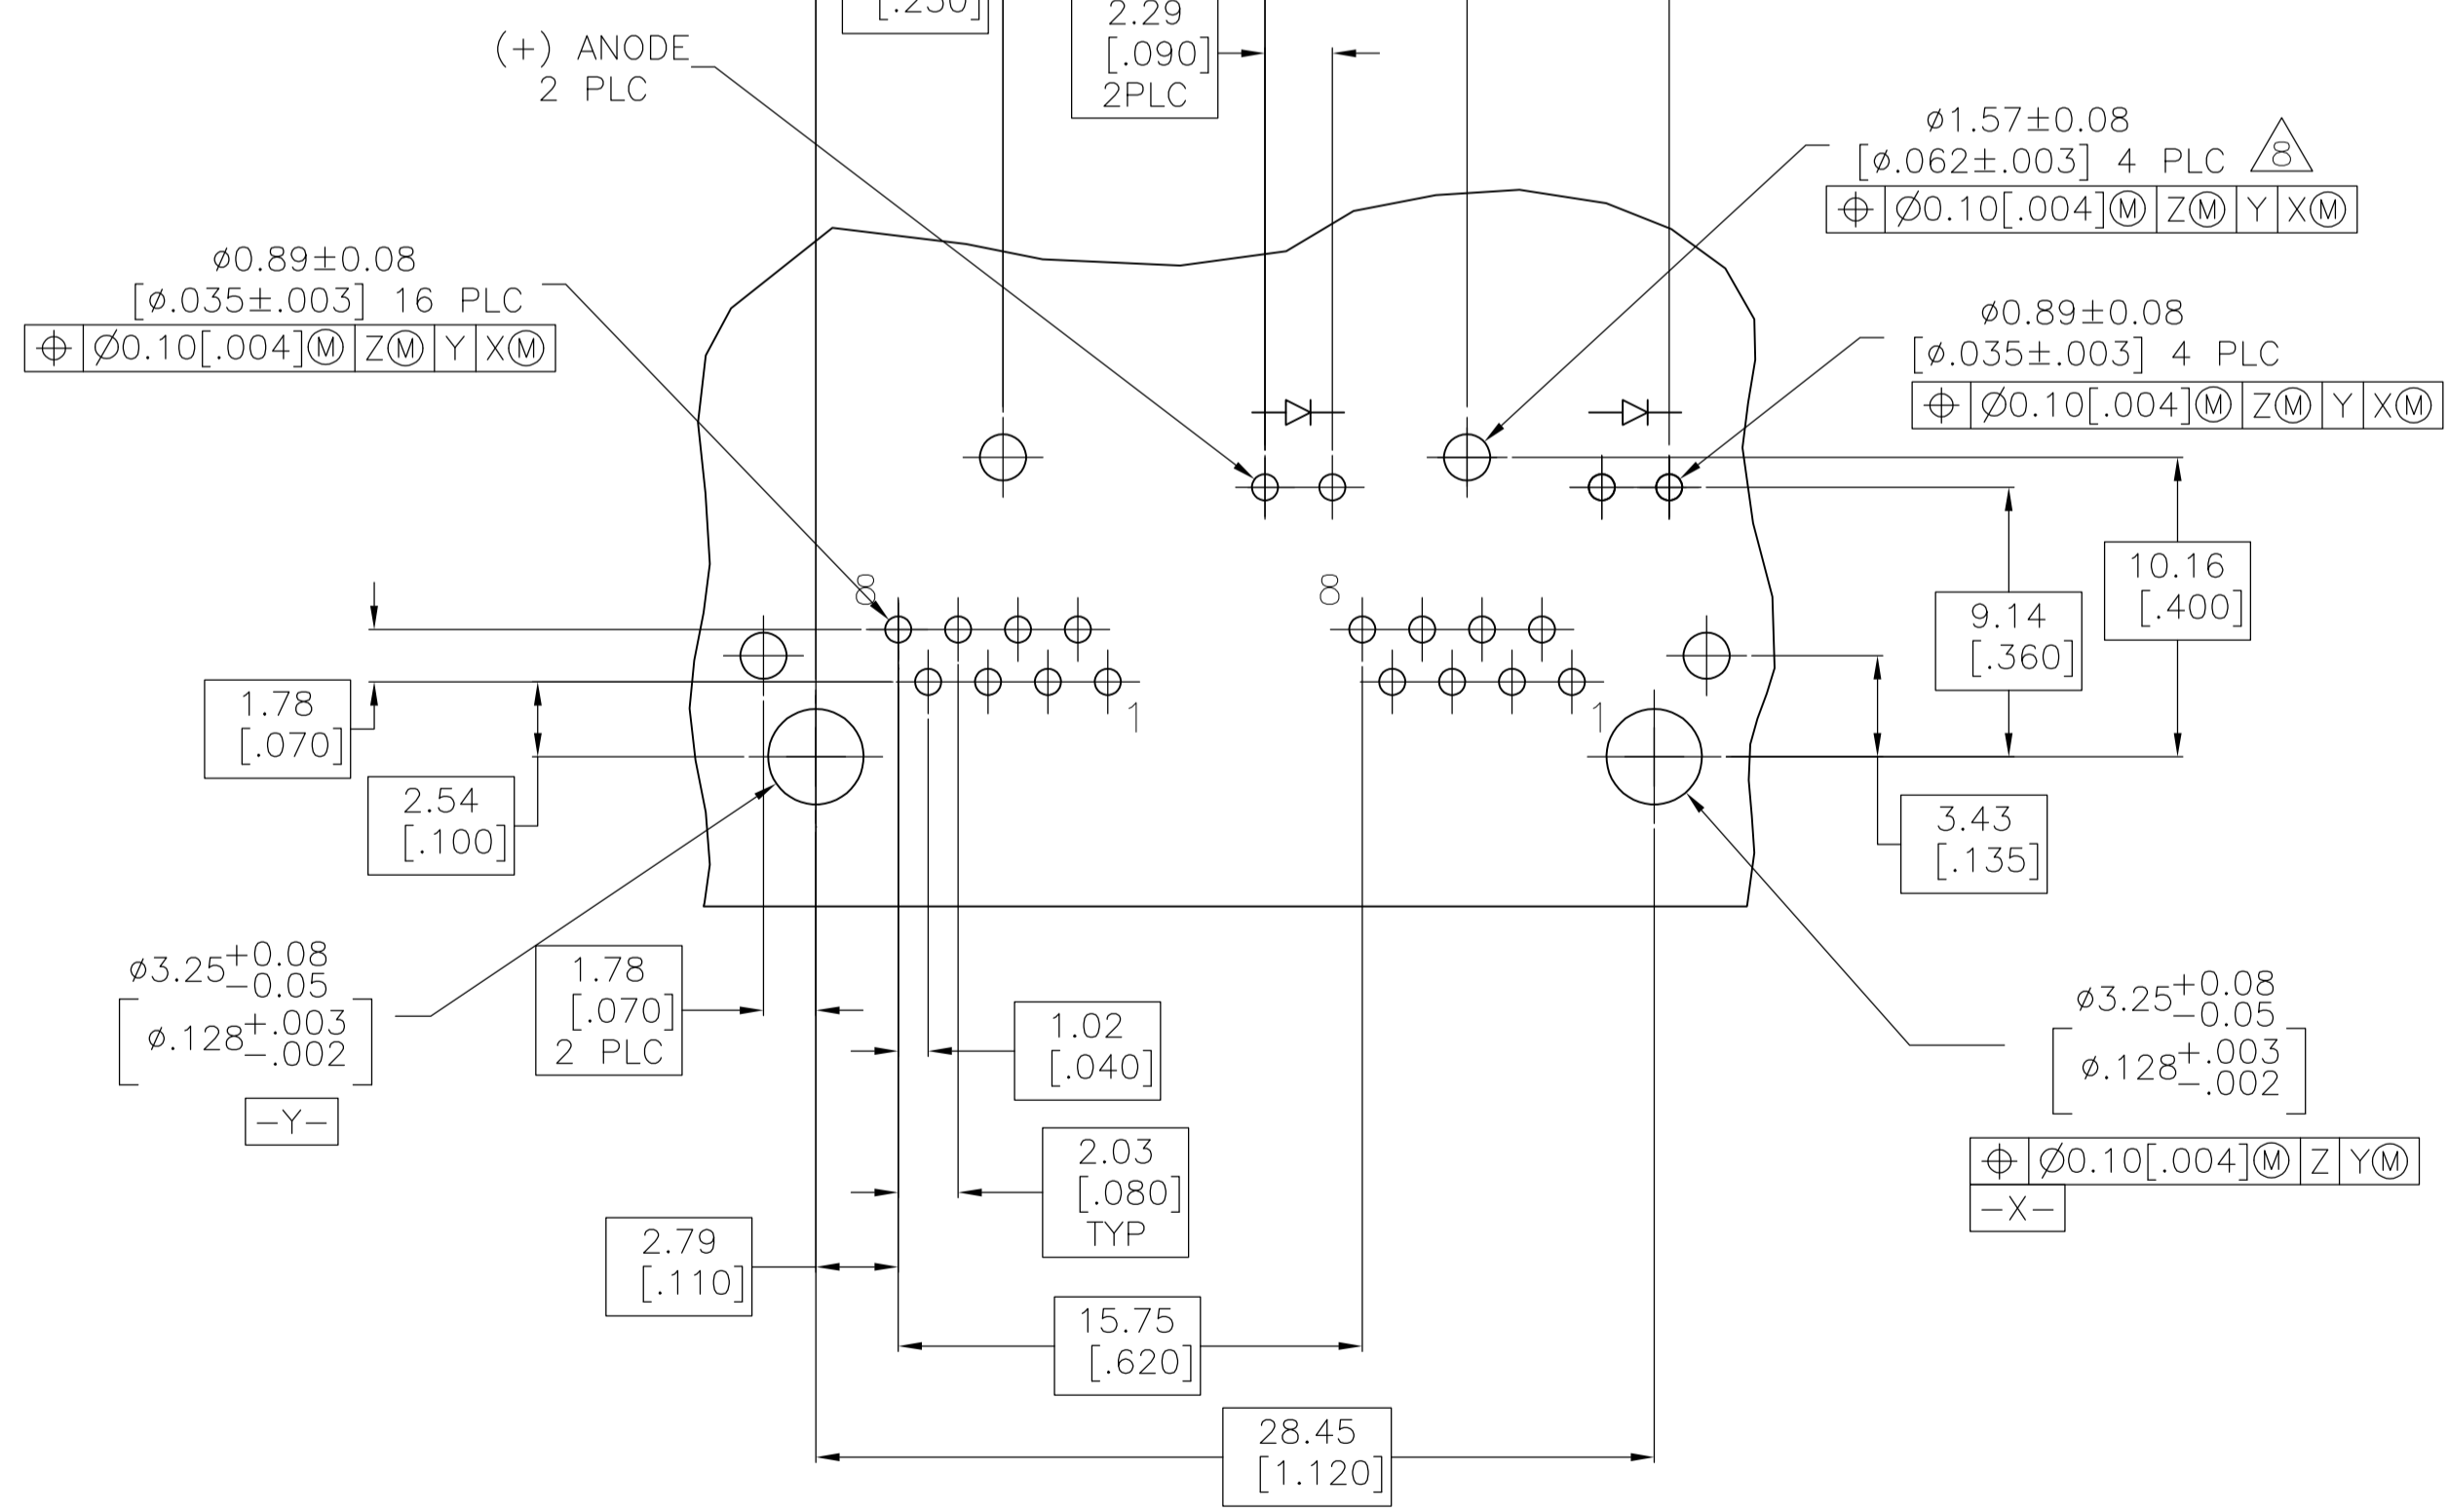 [.230]
2.29
[.090]
2PLC
(+) ANODE
2 PLC
ø1.57±0.08
[ø.062±.003] 4 PLC 8
⌖ Ø0.10[.004]Ⓜ ZⓂ Y XⓂ
ø0.89±0.08
[ø.035±.003] 16 PLC
⌖ Ø0.10[.004]Ⓜ ZⓂ Y XⓂ
ø0.89±0.08
[ø.035±.003] 4 PLC
⌖ Ø0.10[.004]Ⓜ ZⓂ Y XⓂ
8
8
10.16
[.400]
9.14
[.360]
1.78
[.070]
1
1
2.54
[.100]
3.43
[.135]
ø3.25+0.08
-0.05
[ø.128+.003
-.002]
-Y-
1.78
[.070]
2 PLC
1.02
[.040]
ø3.25+0.08
-0.05
[ø.128+.003
-.002]
⌖ Ø0.10[.004]Ⓜ Z YⓂ
-X-
2.03
[.080]
TYP
2.79
[.110]
15.75
[.620]
28.45
[1.120]